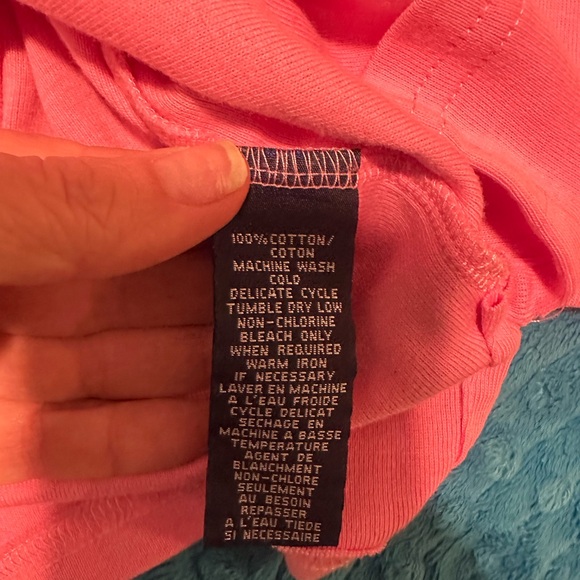 100% COTTON/
COTON
MACHINE WASH
COLD
DELICATE CYCLE
TUMBLE DRY LOW
NON-CHLORINE
BLEACH ONLY
WHEN REQUIRED
WARM IRON
IF NECESSARY
LAVER EN MACHINE
A L'EAU FROIDE
CYCLE DELICAT
SECHAGE EN
MACHINE A BASSE
TEMPERATURE
AGENT DE
BLANCHMENT
NON-CHLORE
SEULEMENT
AU BESOIN
REPASSER
A L'EAU TIEDE
SI NECESSAIRE